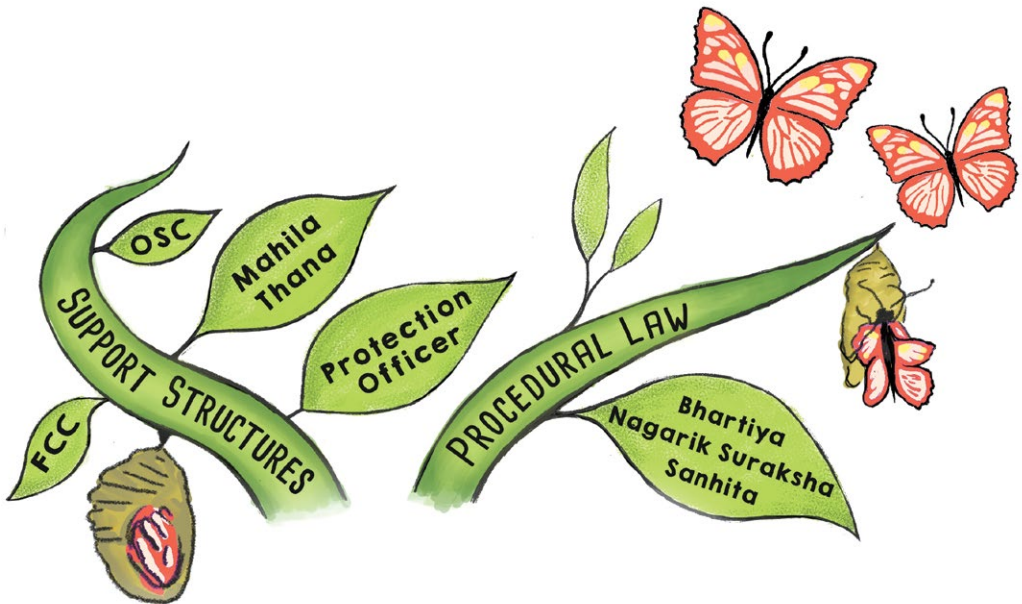 OSC
Mahila
Thana
Protection
Officer
SUPPORT STRUCTURES
FCC
PROCEDURAL LAW
Bhartiya
Nagarik Suraksha
Sanhita